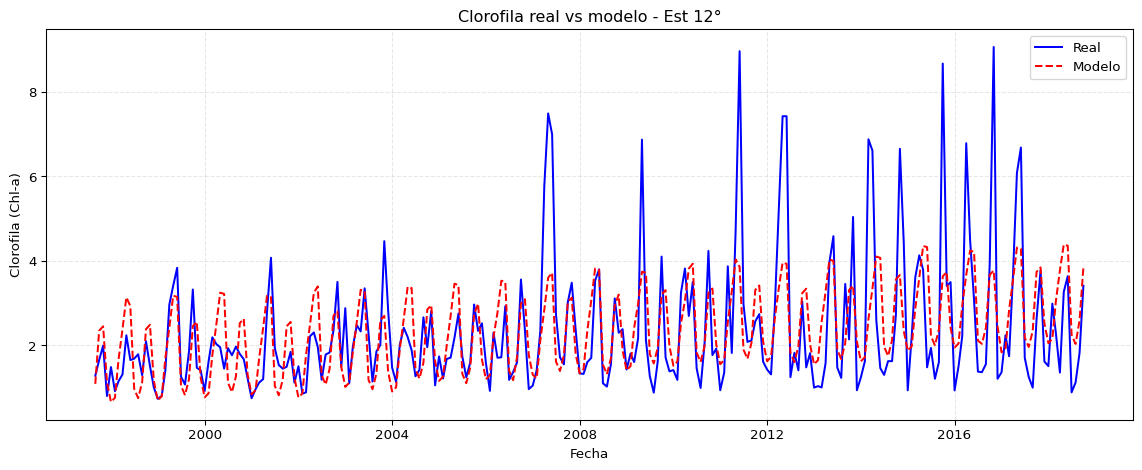 Clorofila real vs modelo - Est 12°
Real
Modelo
Clorofila (Chl-a)
8
6
4
2
2000
2004
2008
2012
2016
Fecha